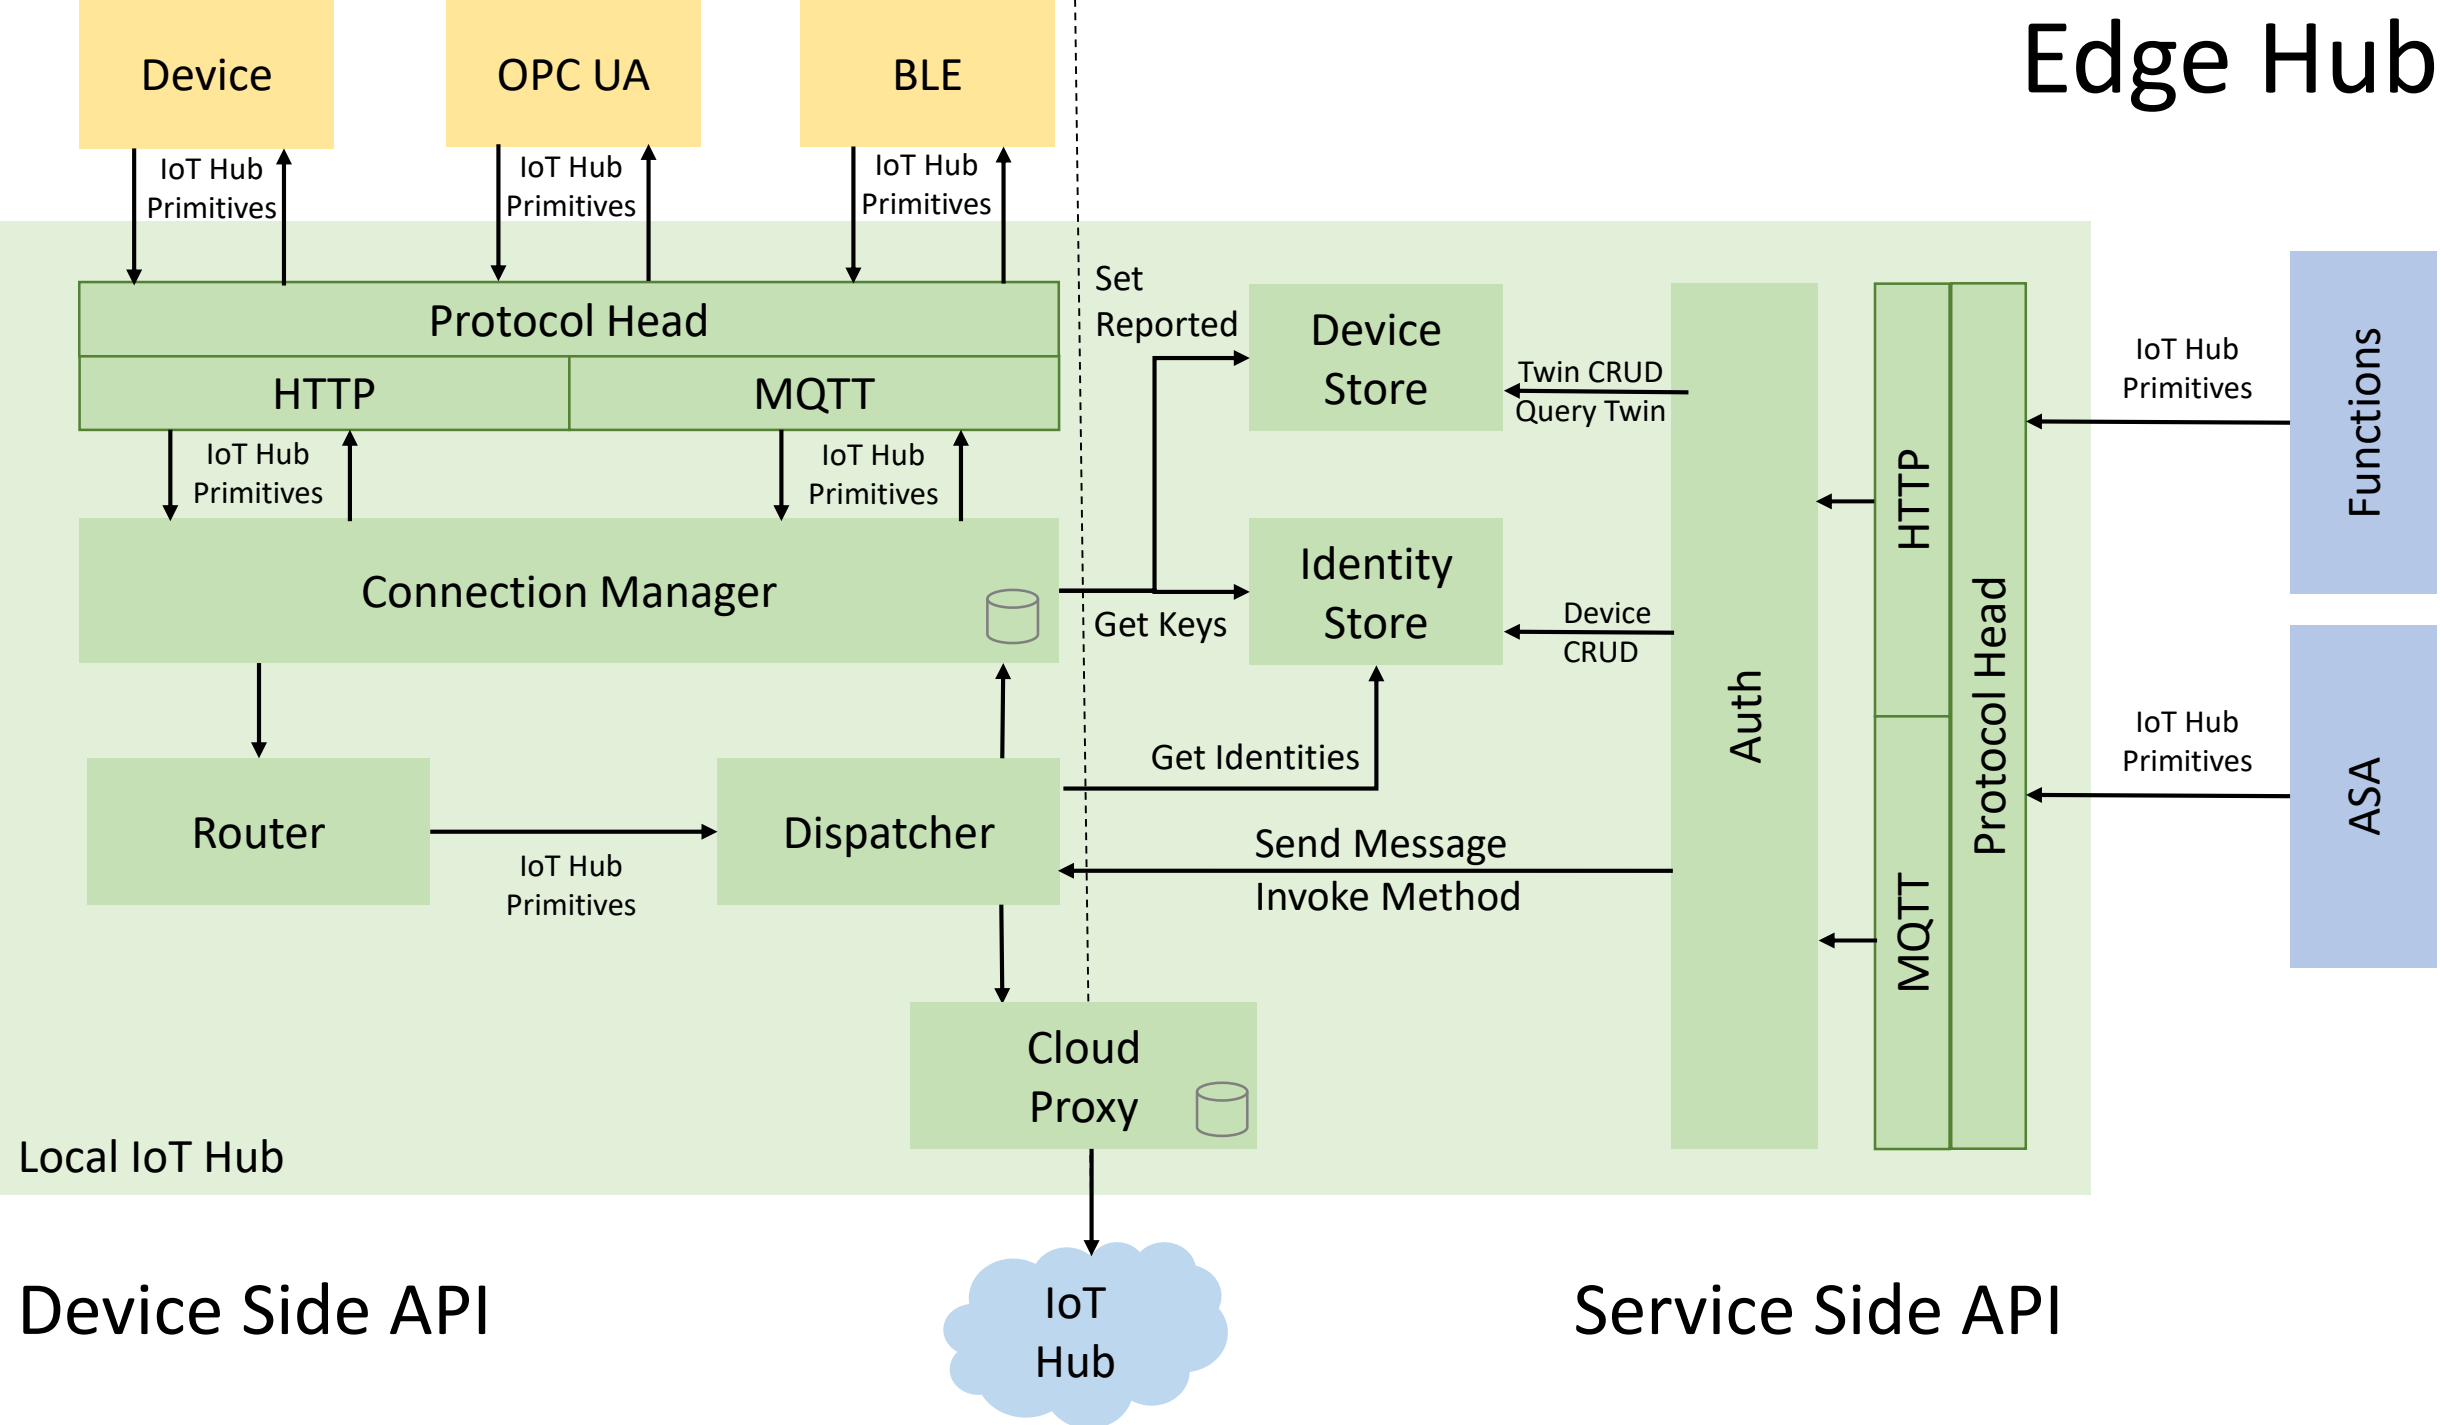 Edge Hub
Device
OPC UA
BLE
IoT Hub
Primitives
IoT Hub
Primitives
IoT Hub
Primitives
Protocol Head
HTTP
MQTT
IoT Hub
Primitives
IoT Hub
Primitives
Connection Manager
Router
IoT Hub
Primitives
Dispatcher
Set
Reported
Get Keys
Device
Store
Identity
Store
Twin CRUD
Query Twin
Device
CRUD
Get Identities
Send Message
Invoke Method
Auth
HTTP
MQTT
Protocol Head
IoT Hub
Primitives
IoT Hub
Primitives
Functions
ASA
Cloud
Proxy
Local IoT Hub
Device Side API
IoT
Hub
Service Side API